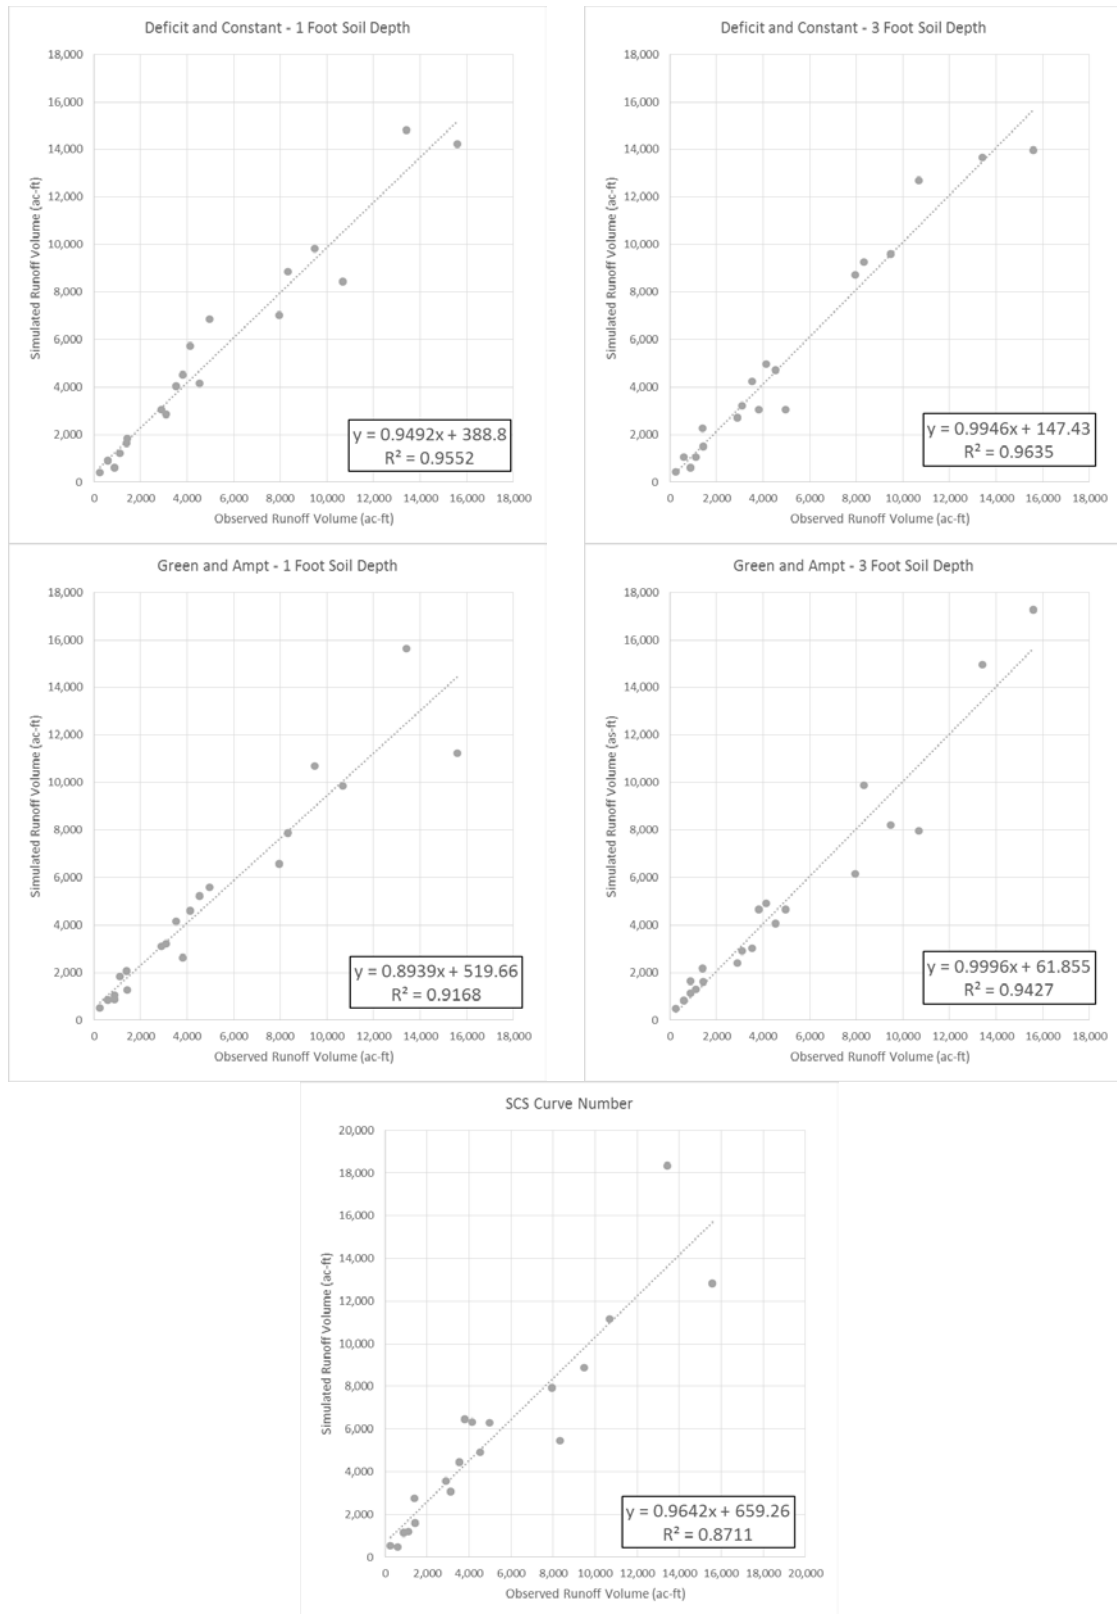 Deficit and Constant - 1 Foot Soil Depth
18,000
16,000
14,000
12,000
10,000
8,000
6,000
4,000
2,000
0
Simulated Runoff Volume (ac-ft)
y = 0.9492x + 388.8
R² = 0.9552
0 2,000 4,000 6,000 8,000 10,000 12,000 14,000 16,000 18,000
Observed Runoff Volume (ac-ft)
Deficit and Constant - 3 Foot Soil Depth
18,000
16,000
14,000
12,000
10,000
8,000
6,000
4,000
2,000
0
Simulated Runoff Volume (ac-ft)
y = 0.9946x + 147.43
R² = 0.9635
0 2,000 4,000 6,000 8,000 10,000 12,000 14,000 16,000 18,000
Observed Runoff Volume (ac-ft)
Green and Ampt - 1 Foot Soil Depth
18,000
16,000
14,000
12,000
10,000
8,000
6,000
4,000
2,000
0
Simulated Runoff Volume (ac-ft)
y = 0.8939x + 519.66
R² = 0.9168
0 2,000 4,000 6,000 8,000 10,000 12,000 14,000 16,000 18,000
Observed Runoff Volume (ac-ft)
Green and Ampt - 3 Foot Soil Depth
18,000
16,000
14,000
12,000
10,000
8,000
6,000
4,000
2,000
0
Simulated Runoff Volume (as-ft)
y = 0.9996x + 61.855
R² = 0.9427
0 2,000 4,000 6,000 8,000 10,000 12,000 14,000 16,000 18,000
Observed Runoff Volume (ac-ft)
SCS Curve Number
20,000
18,000
16,000
14,000
12,000
10,000
8,000
6,000
4,000
2,000
0
Simulated Runoff Volume (ac-ft)
y = 0.9642x + 659.26
R² = 0.8711
0 2,000 4,000 6,000 8,000 10,000 12,000 14,000 16,000 18,000 20,000
Observed Runoff Volume (ac-ft)